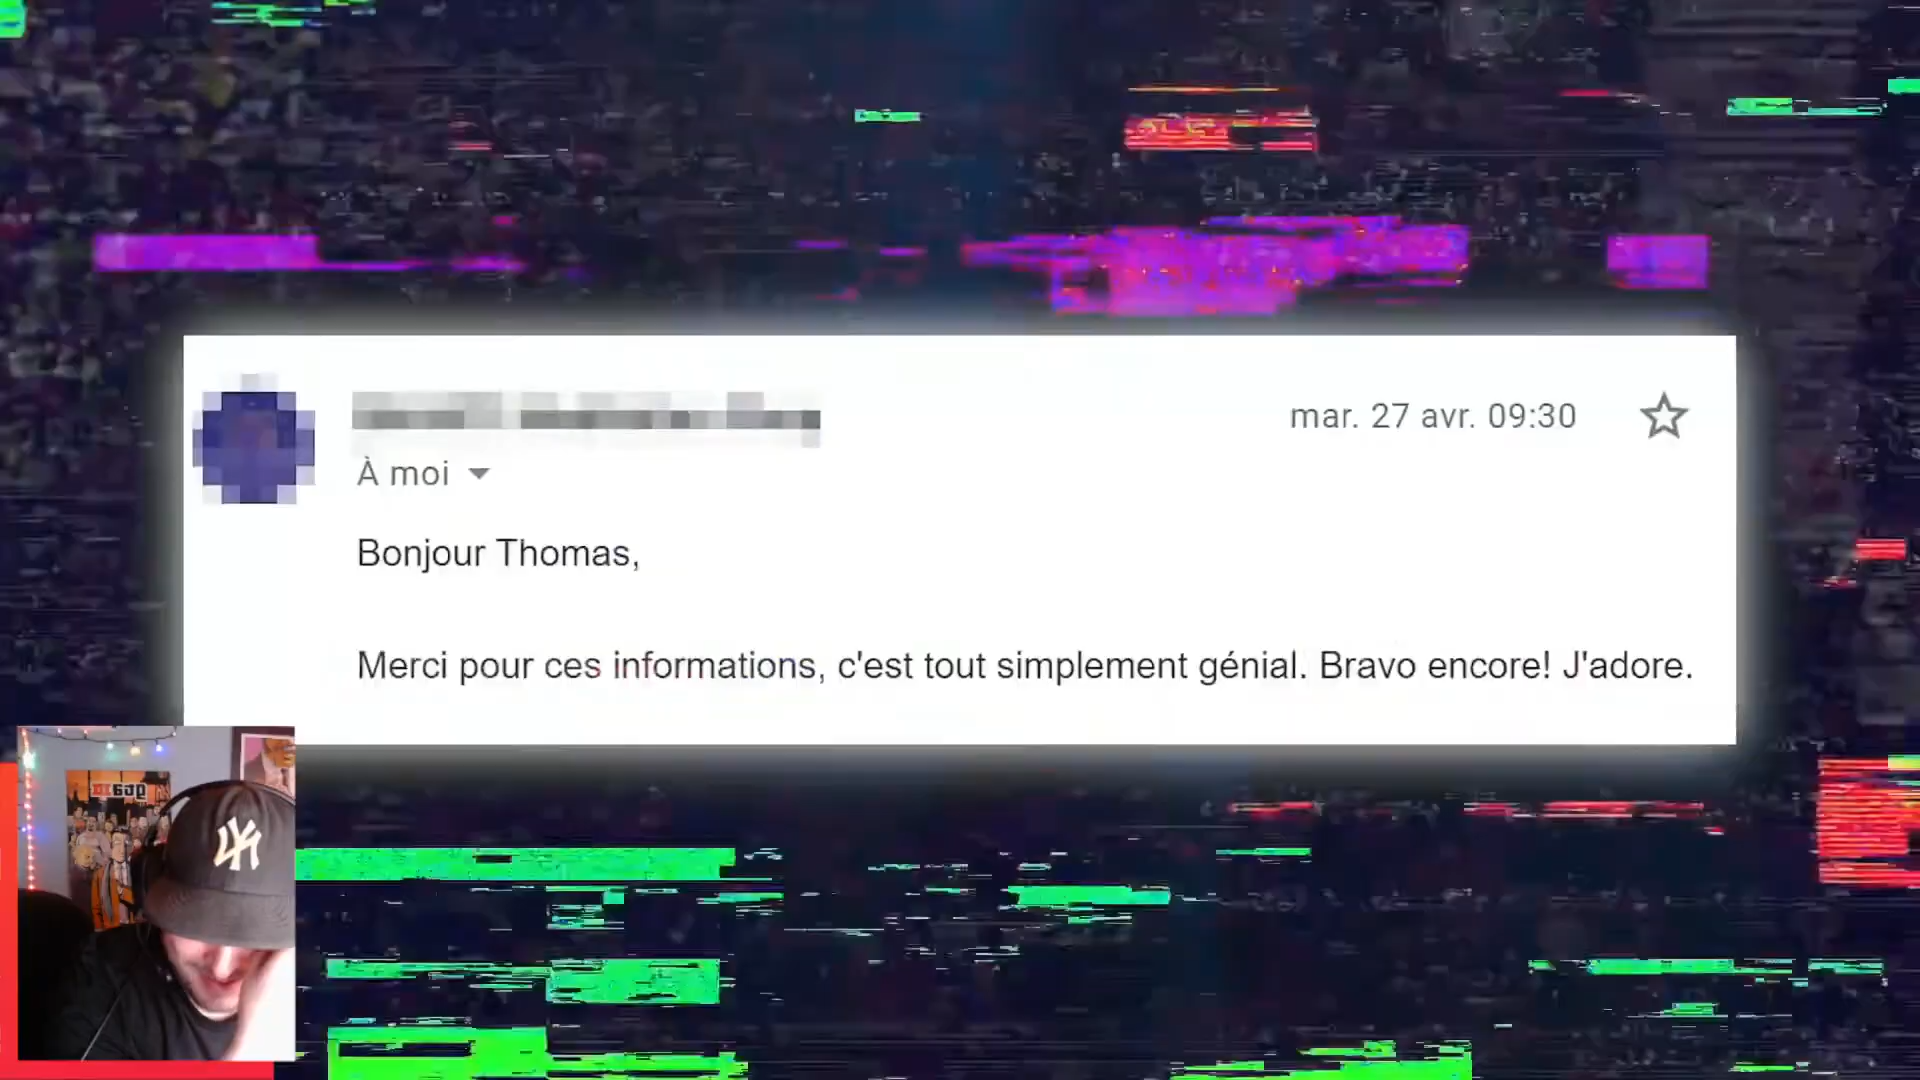 mar. 27 avr. 09:30
À moi
Bonjour Thomas,
Merci pour ces informations, c'est tout simplement génial. Bravo encore! J'adore.
NY